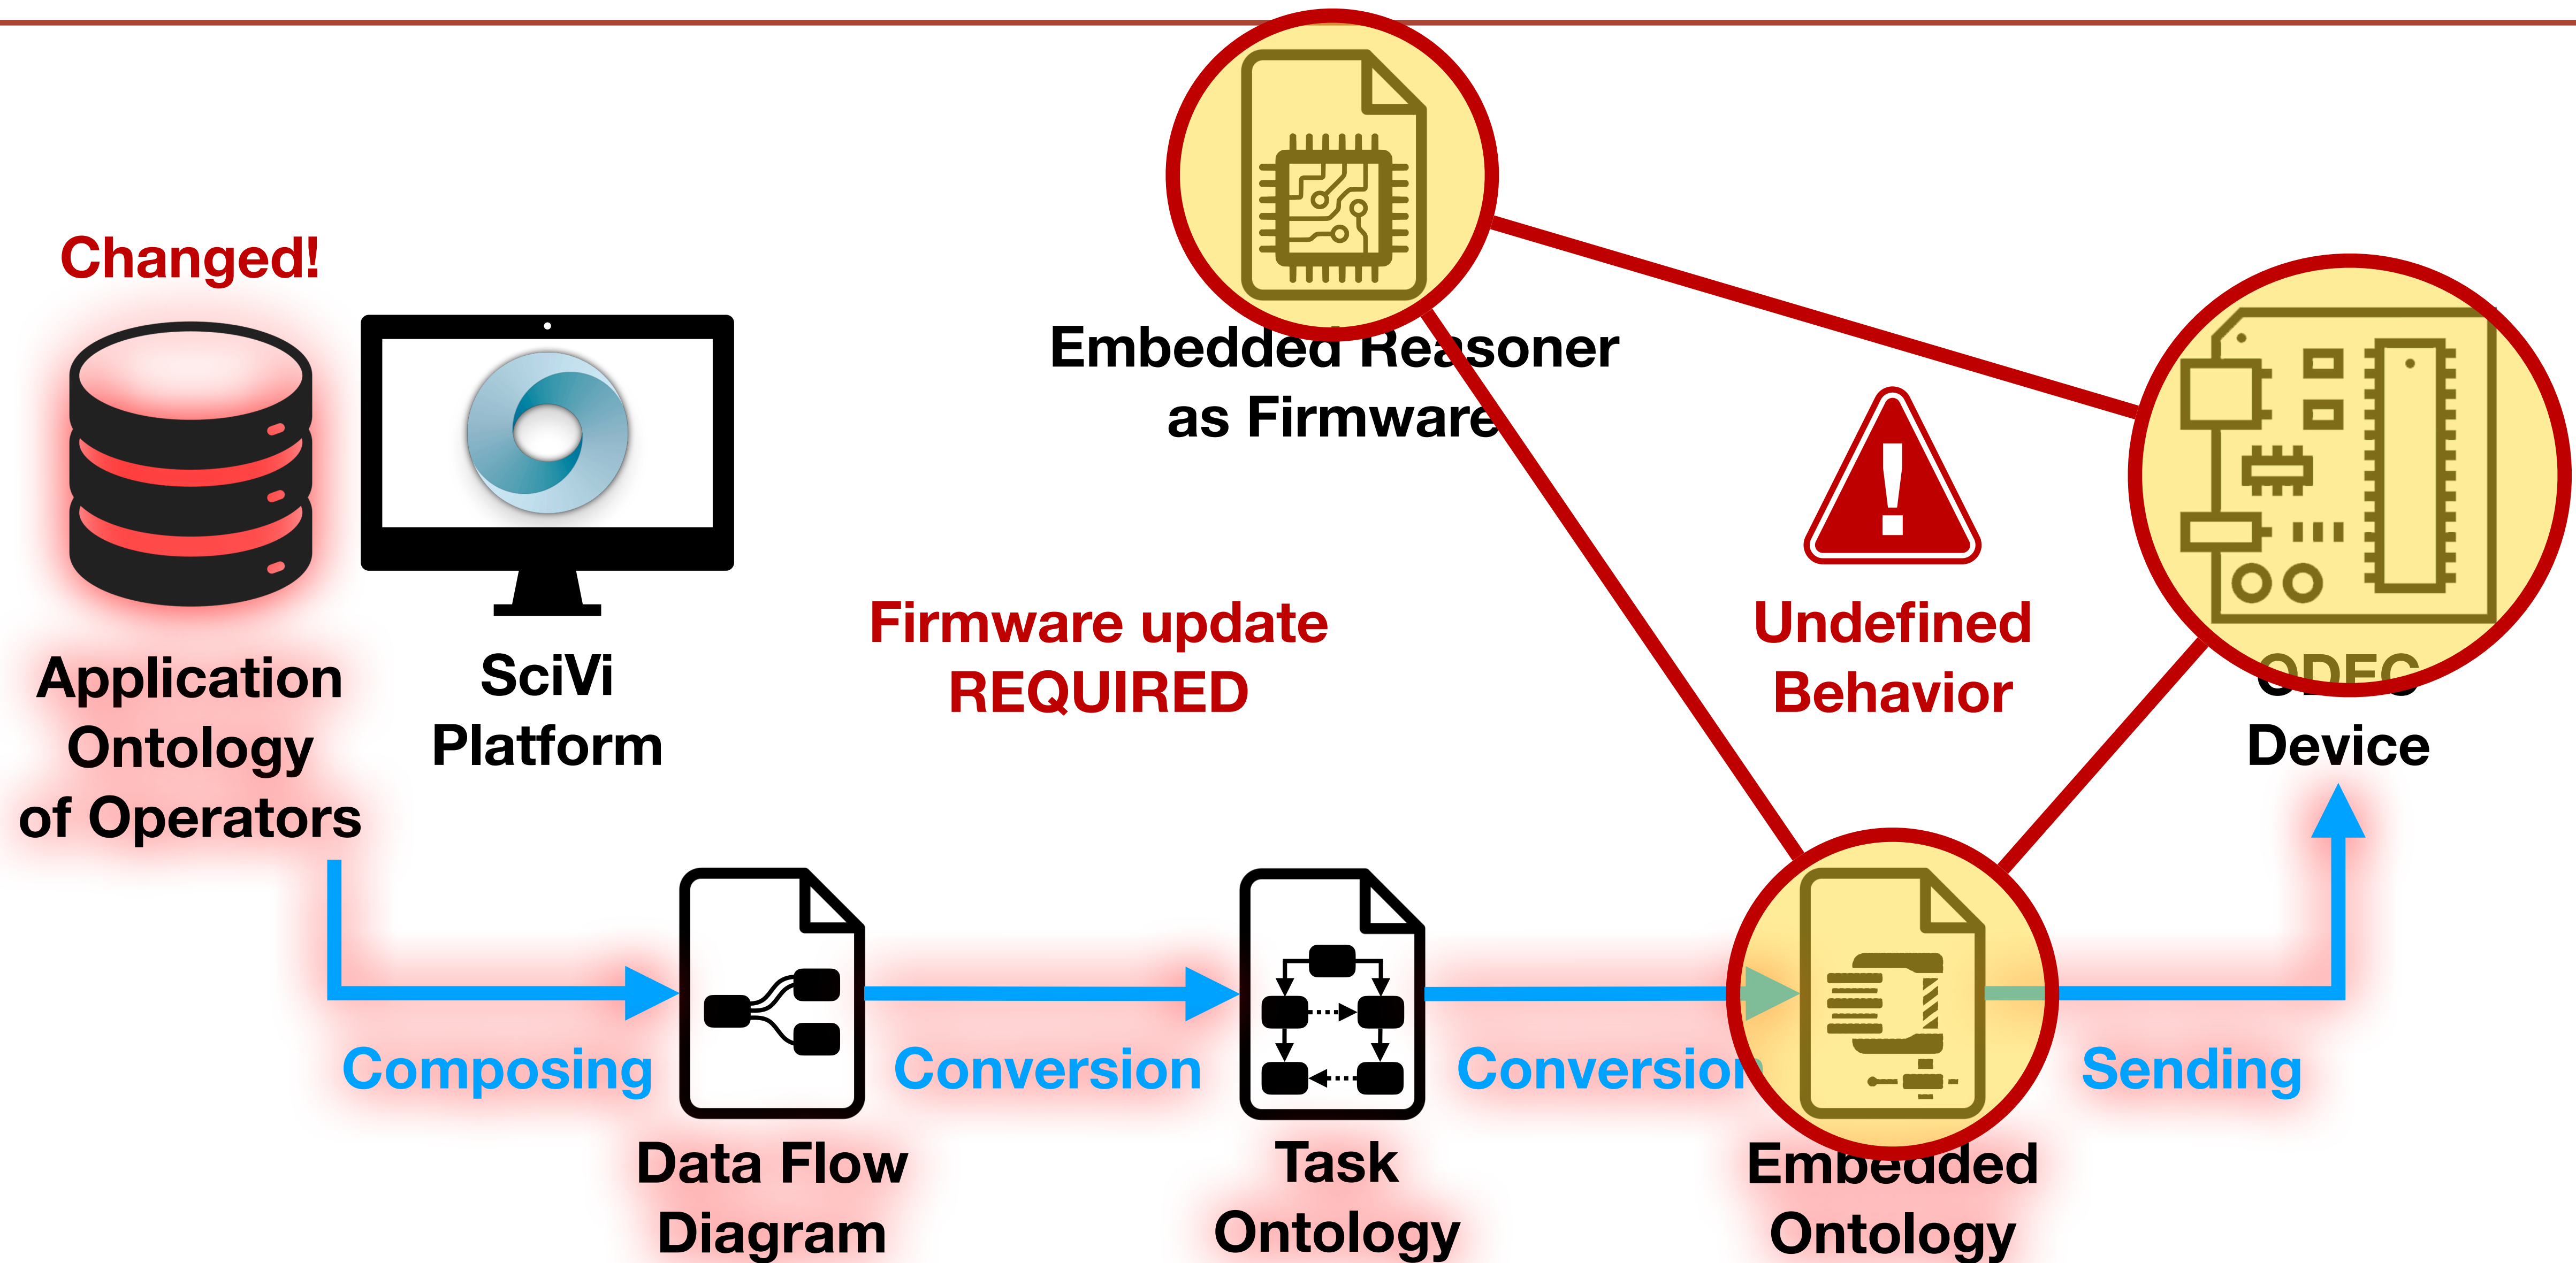 Changed!
Embedded Reasoner
as Firmware
Firmware update
REQUIRED
Undefined
Behavior
Application
Ontology
of Operators
SciVi
Platform
Device
Composing
Conversion
Conversion
Sending
Data Flow
Diagram
Task
Ontology
Embedded
Ontology